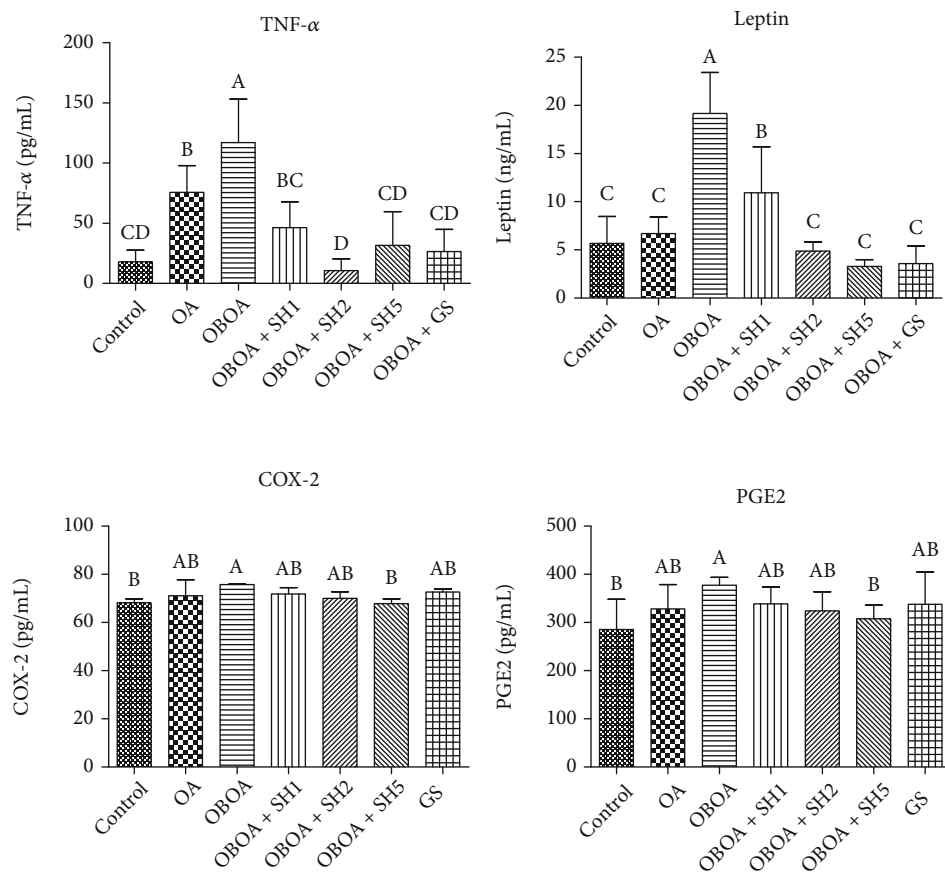 TNF-α
TNF-α (pg/mL)
200
150
100
50
0
CD
B
A
BC
D
CD
CD
Control
OA
OBOA
OBOA + SH1
OBOA + SH2
OBOA + SH5
OBOA + GS
Leptin
Leptin (ng/mL)
25
20
15
10
5
0
C
C
A
B
C
C
C
Control
OA
OBOA
OBOA + SH1
OBOA + SH2
OBOA + SH5
OBOA + GS
COX-2
COX-2 (pg/mL)
80
60
40
20
0
100
B
AB
A
AB
AB
B
AB
Control
OA
OBOA
OBOA + SH1
OBOA + SH2
OBOA + SH5
GS
PGE2
PGE2 (pg/mL)
500
400
300
200
100
0
B
AB
A
AB
AB
B
AB
Control
OA
OBOA
OBOA + SH1
OBOA + SH2
OBOA + SH5
GS